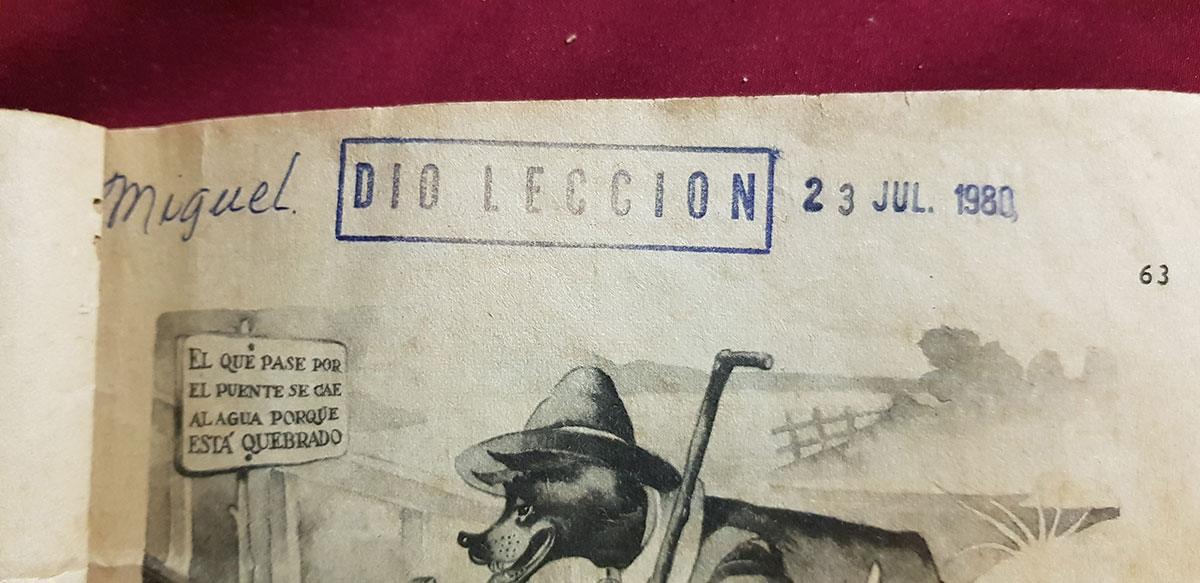 Miguel. DIO LECCION 23 JUL. 1980
63
EL QUE PASE POR
EL PUENTE SE CAE
AL AGUA PORQUE
ESTÁ QUEBRADO